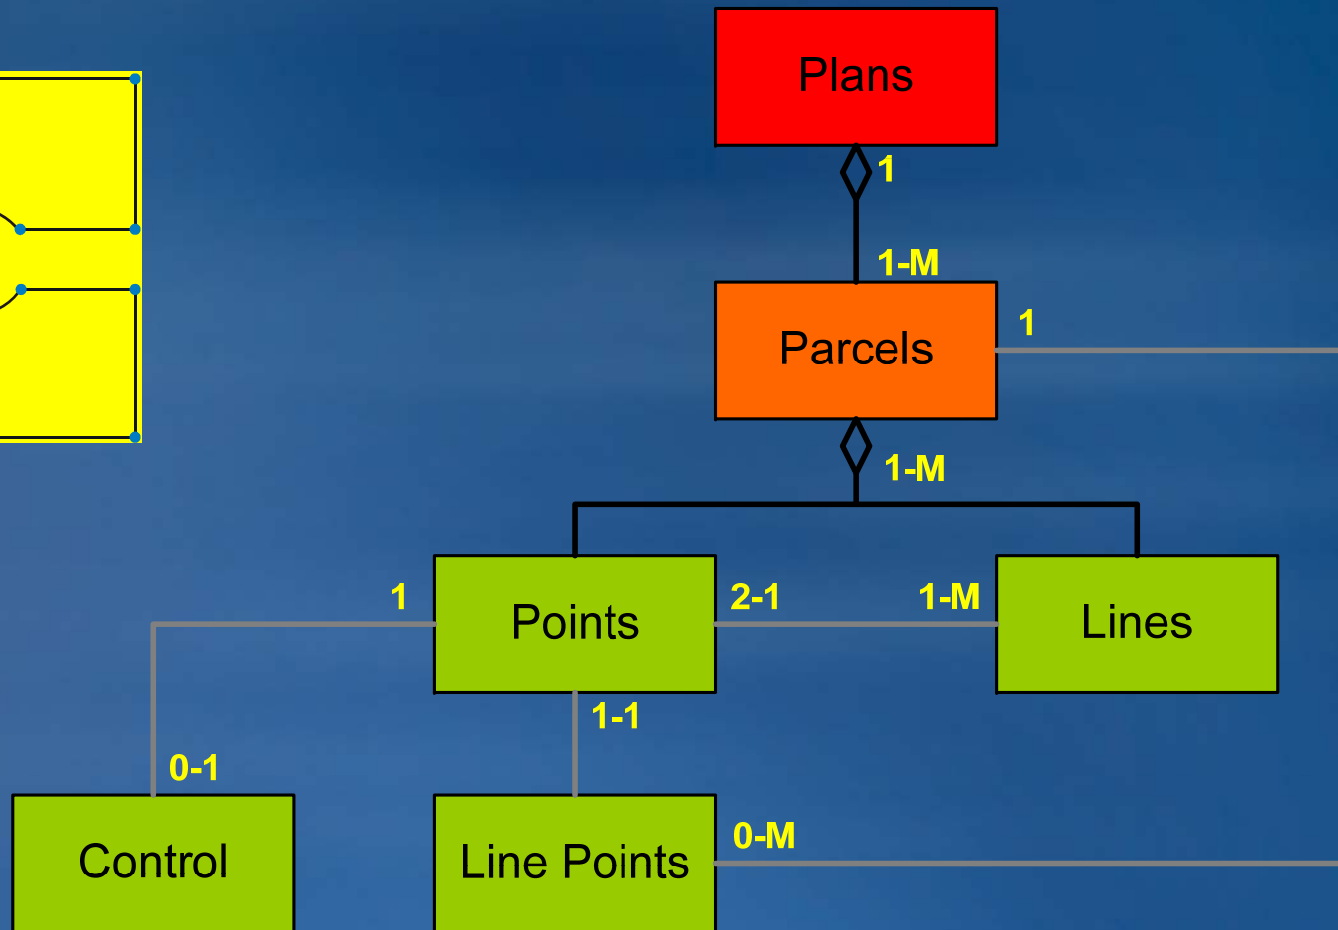 Plans
1
1-M
Parcels
1
1-M
1
Points
2-1
1-M
Lines
1-1
0-1
Control
Line Points
0-M